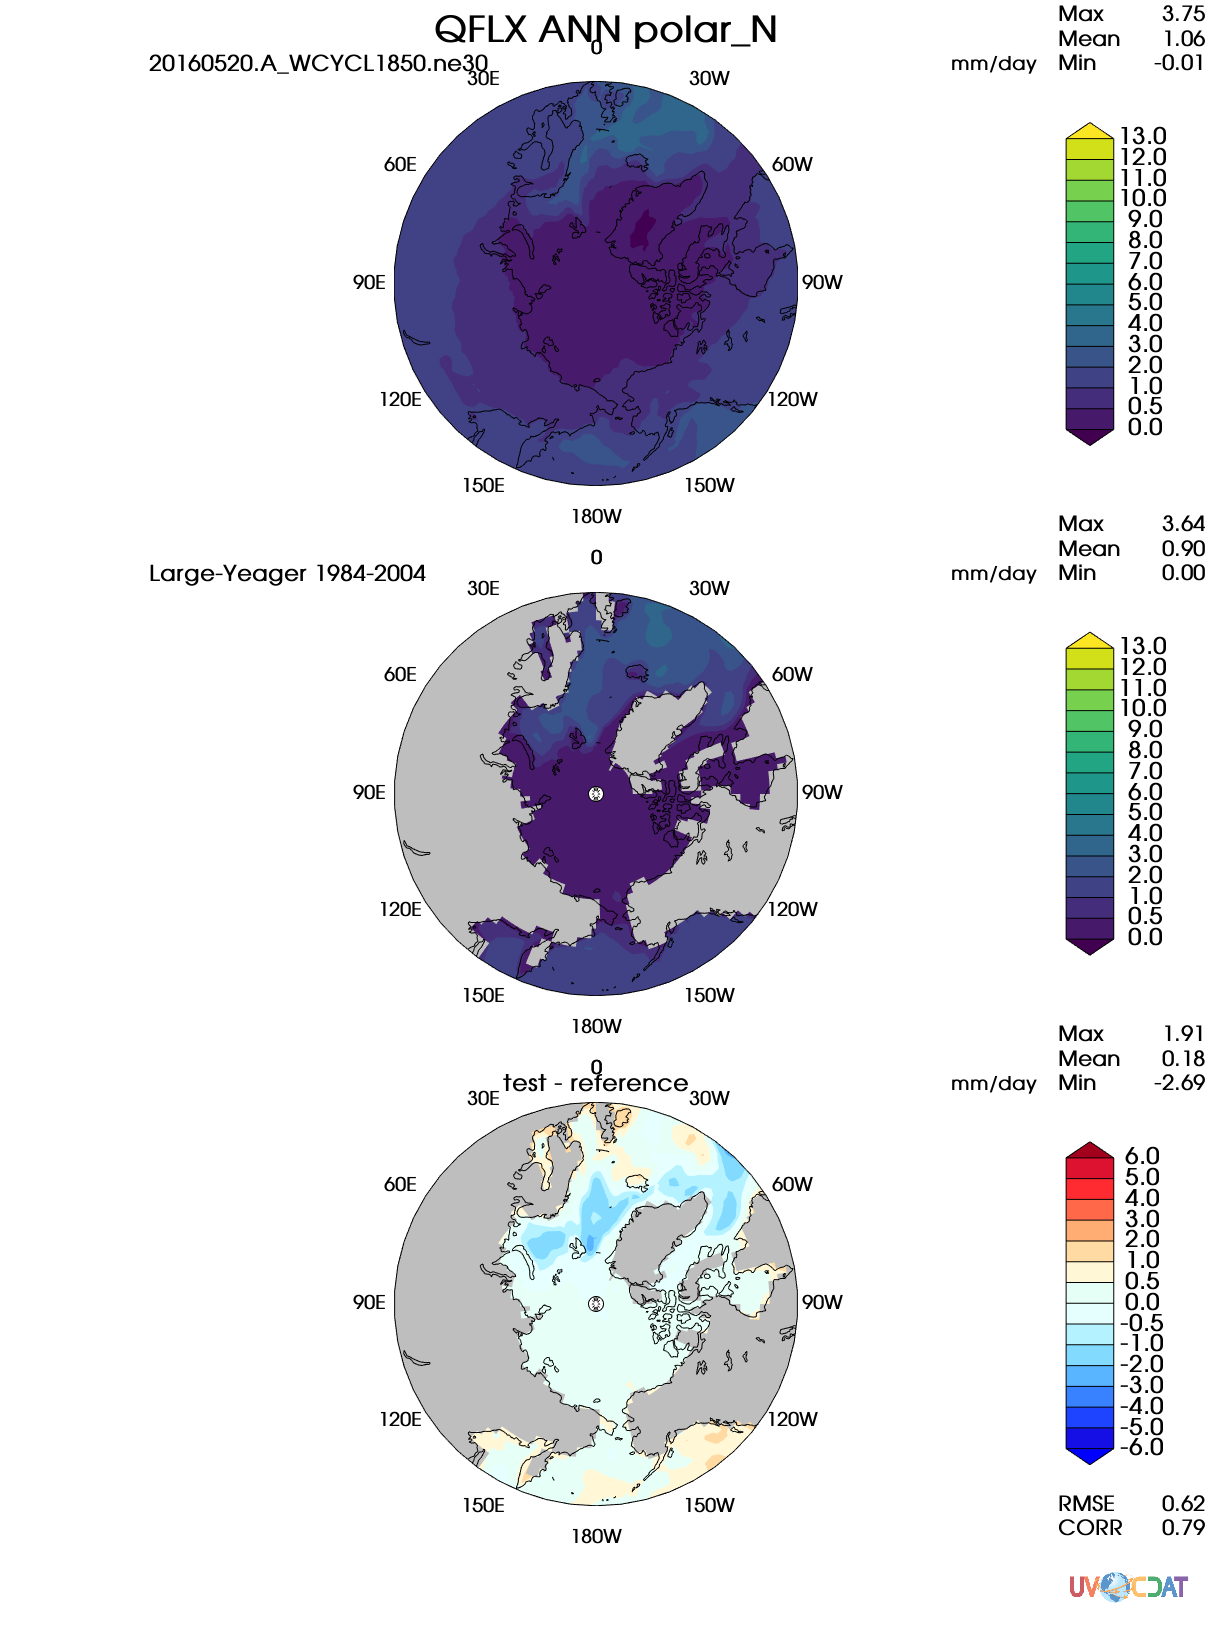 QFLX ANN polar_N
20160520.A_WCYCL1850.ne30
mm/day
Max 3.75
Mean 1.06
Min -0.01
0
30E 30W
60E 60W
90E 90W
120E 120W
150E 150W
180W
13.0
12.0
11.0
10.0
9.0
8.0
7.0
6.0
5.0
4.0
3.0
2.0
1.0
0.5
0.0
Large-Yeager 1984-2004
mm/day
Max 3.64
Mean 0.90
Min 0.00
0
30E 30W
60E 60W
90E 90W
120E 120W
150E 150W
180W
13.0
12.0
11.0
10.0
9.0
8.0
7.0
6.0
5.0
4.0
3.0
2.0
1.0
0.5
0.0
test - reference
mm/day
Max 1.91
Mean 0.18
Min -2.69
0
30E 30W
60E 60W
90E 90W
120E 120W
150E 150W
180W
6.0
5.0
4.0
3.0
2.0
1.0
0.5
0.0
-0.5
-1.0
-2.0
-3.0
-4.0
-5.0
-6.0
RMSE 0.62
CORR 0.79
UV CDAT